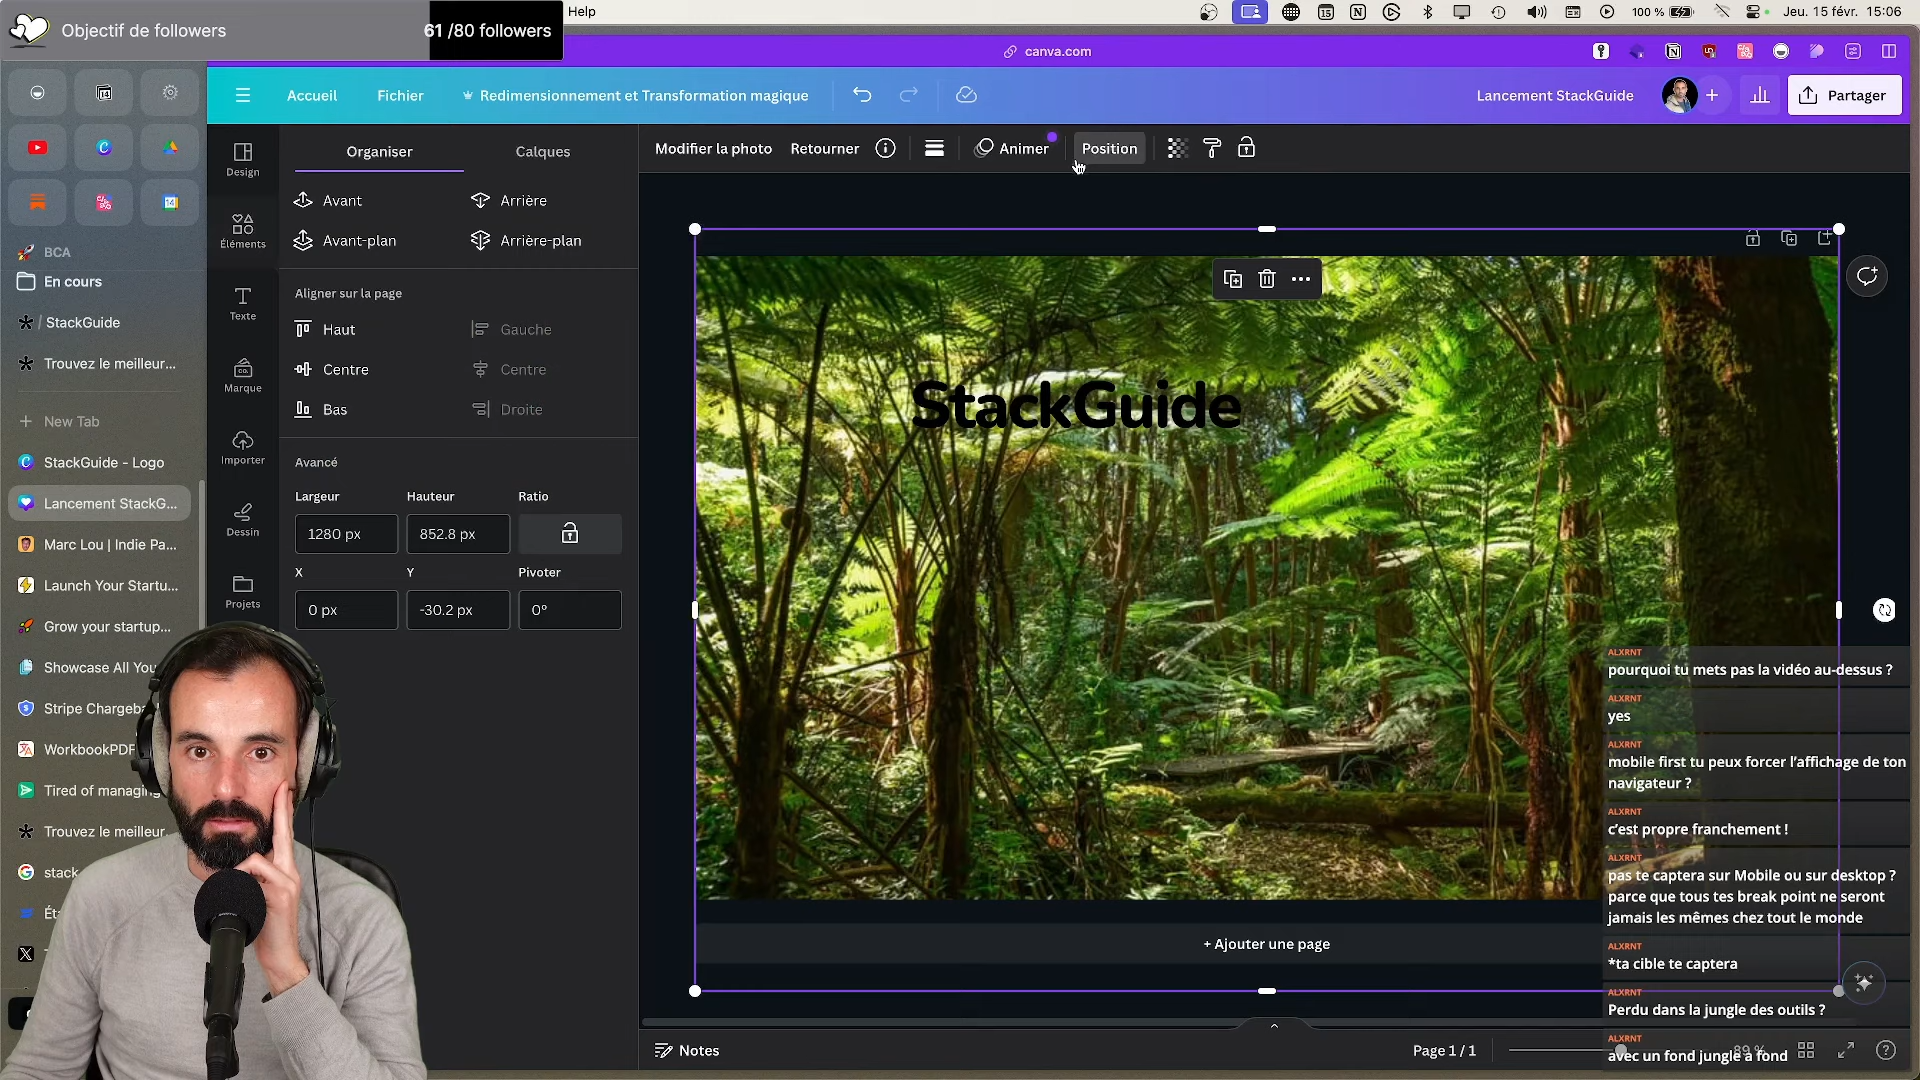 Objectif de followers
61 /80 followers
Help
15
100 %
Jeu. 15 févr. 15:06
canva.com
Accueil
Fichier
Redimensionnement et Transformation magique
Lancement StackGuide
Partager
BCA
En cours
/ StackGuide
Trouvez le meilleur...
New Tab
StackGuide - Logo
Lancement StackG...
Marc Lou | Indie Pa...
Launch Your Startu...
Grow your startup...
Showcase All You
Stripe Chargeba
WorkbookPDF
Tired of managing
Trouvez le meilleur
stack
Ét
Design
Éléments
Texte
Marque
Importer
Dessin
Projets
Organiser
Calques
Avant
Arrière
Avant-plan
Arrière-plan
Aligner sur la page
Haut
Gauche
Centre
Centre
Bas
Droite
Avancé
Largeur
Hauteur
Ratio
1280 px
852.8 px
X
Y
Pivoter
0 px
-30.2 px
0°
Modifier la photo
Retourner
Animer
Position
StackGuide
+ Ajouter une page
Notes
Page 1 / 1
89 %
ALXRNT
pourquoi tu mets pas la vidéo au-dessus ?
ALXRNT
yes
ALXRNT
mobile first tu peux forcer l’affichage de ton
navigateur ?
ALXRNT
c’est propre franchement !
ALXRNT
pas te captera sur Mobile ou sur desktop ?
parce que tous tes break point ne seront
jamais les mêmes chez tout le monde
ALXRNT
*ta cible te captera
ALXRNT
Perdu dans la jungle des outils ?
ALXRNT
avec un fond jungle a fond